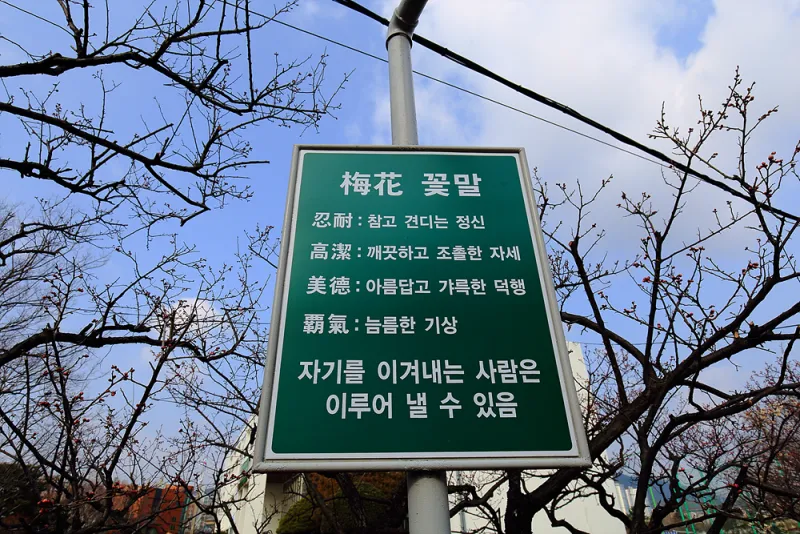 梅花 꽃말
忍耐 : 참고 견디는 정신
高潔 : 깨끗하고 조촐한 자세
美德 : 아름답고 갸륵한 덕행
覇氣 : 늠름한 기상
자기를 이겨내는 사람은
이루어 낼 수 있음